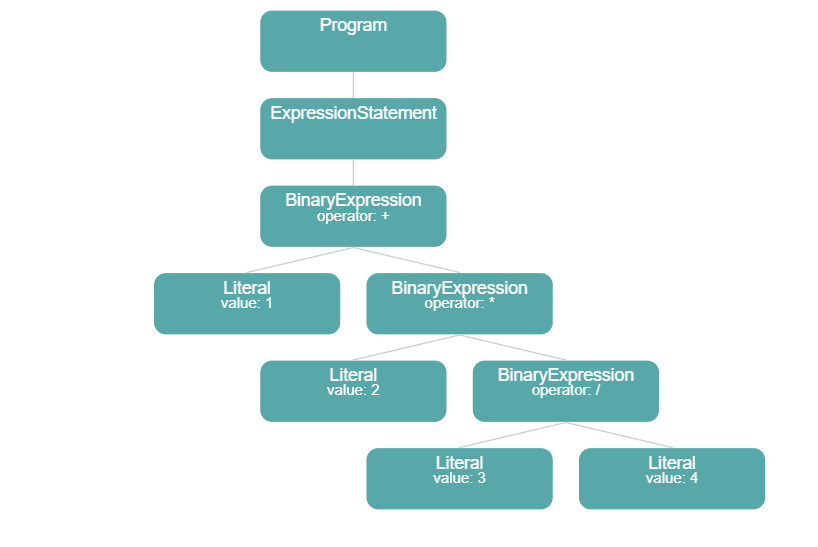 Program
ExpressionStatement
BinaryExpression
operator: +
Literal
value: 1
BinaryExpression
operator: *
Literal
value: 2
BinaryExpression
operator: /
Literal
value: 3
Literal
value: 4